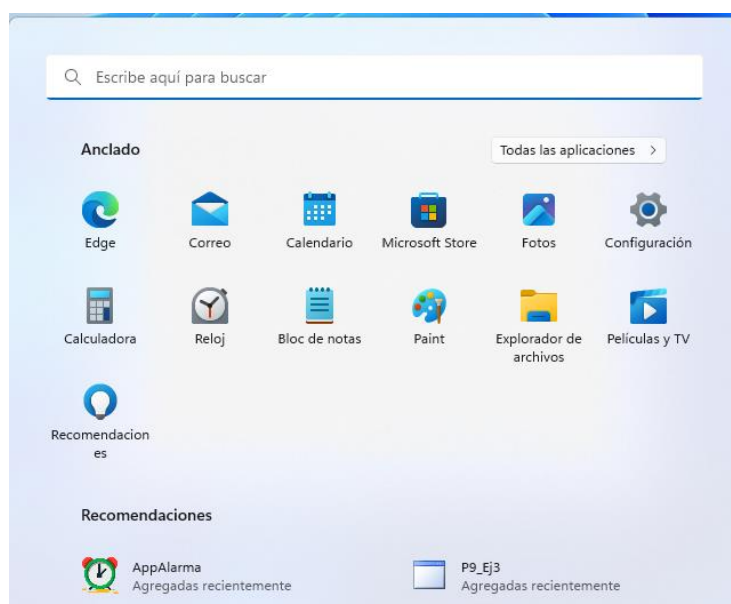 Escribe aquí para buscar
Anclado
Todas las aplicaciones
Edge
Correo
Calendario
Microsoft Store
Fotos
Configuración
Calculadora
Reloj
Bloc de notas
Paint
Explorador de
archivos
Películas y TV
Recomendacion
es
Recomendaciones
AppAlarma
Agregadas recientemente
P9_Ej3
Agregadas recientemente